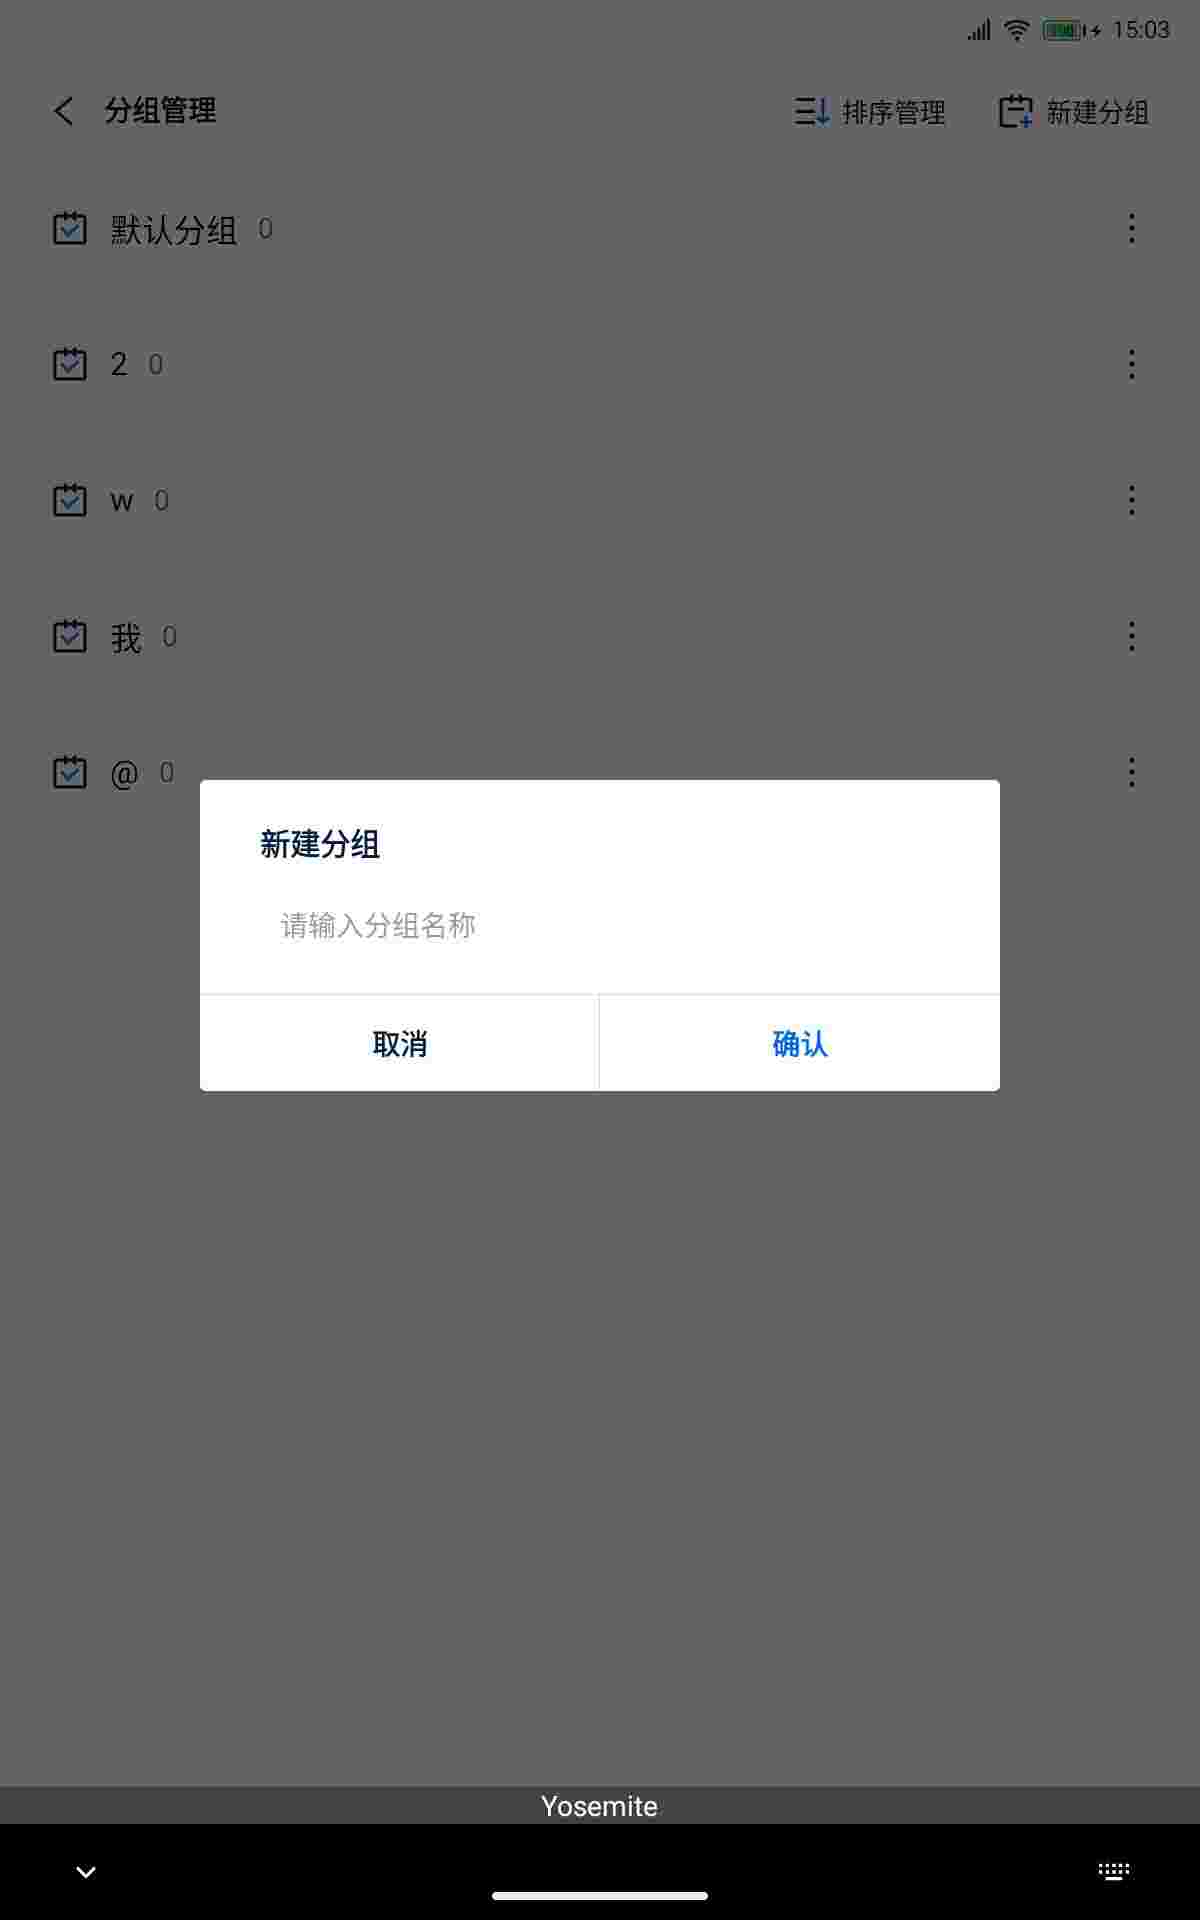 15:03
分组管理 排序管理 新建分组
默认分组 0
2 0
w 0
我 0
@ 0
新建分组
请输入分组名称
取消 确认
Yosemite